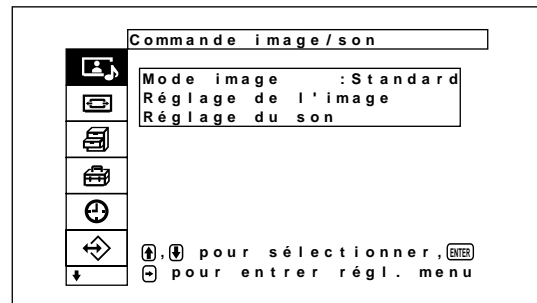 Commande image/son
Mode image :Standard
Réglage de l'image
Réglage du son
, pour sélectionner, ENTER
pour entrer régl. menu